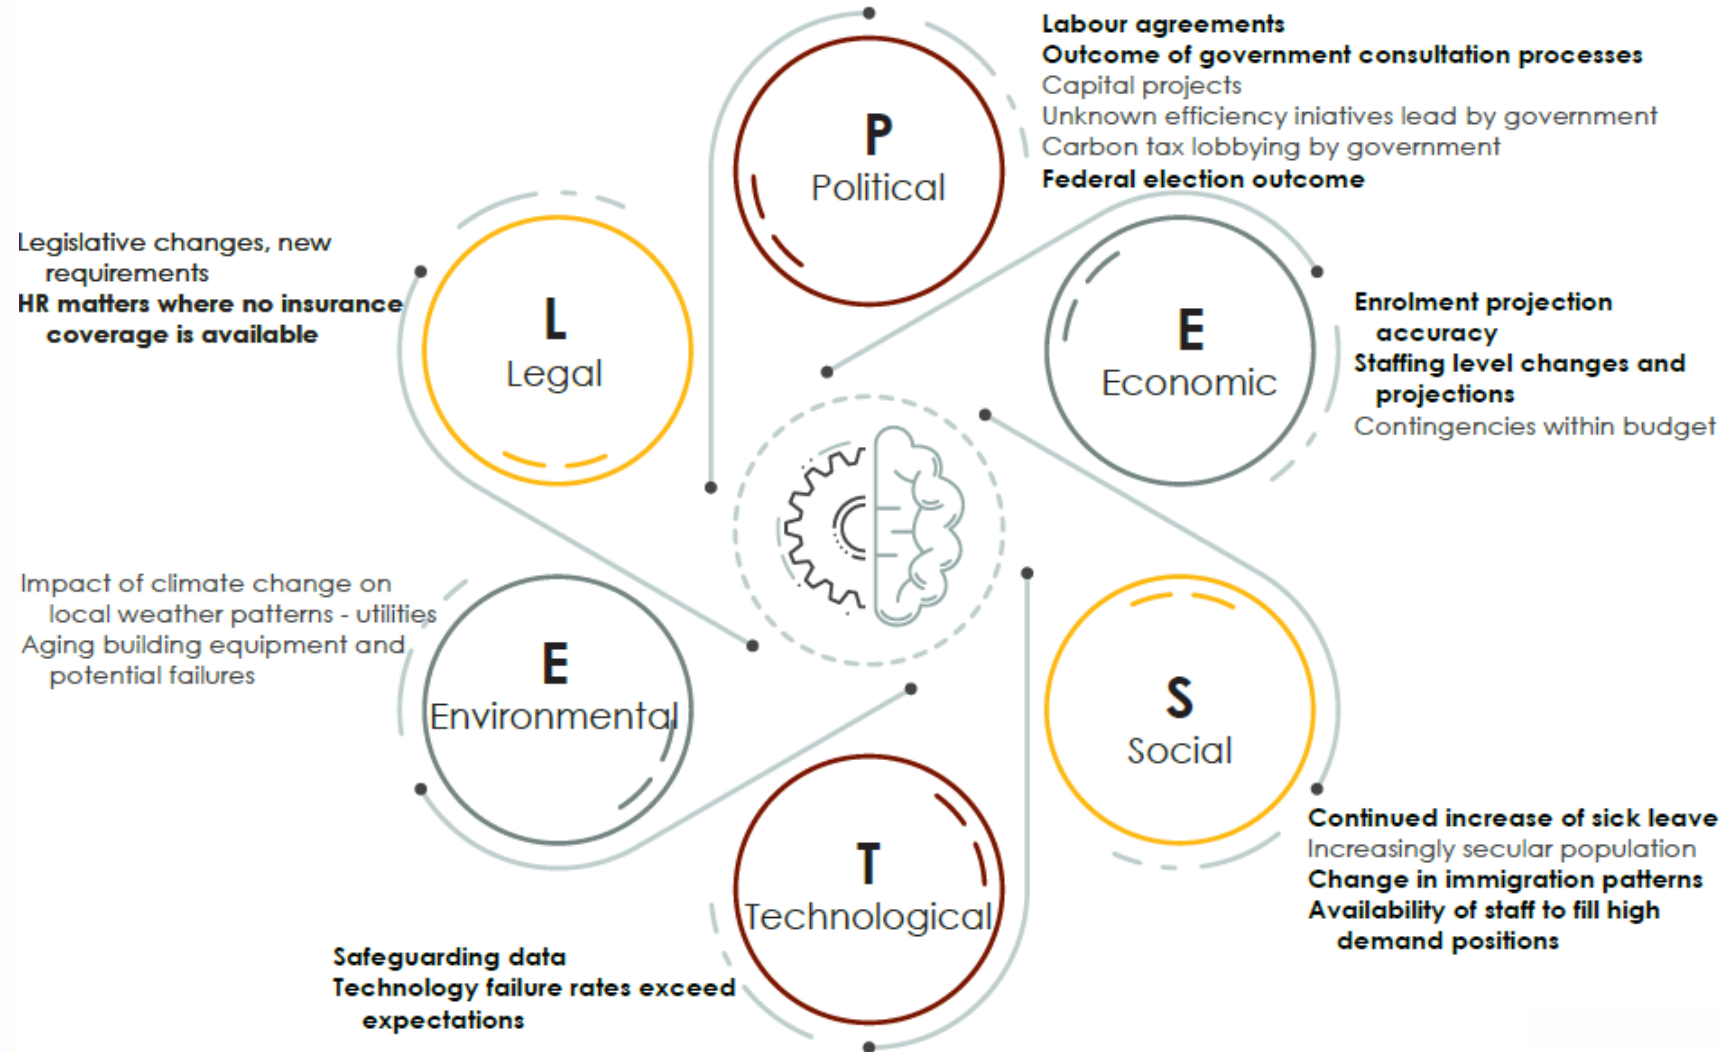 P
Political
Labour agreements
Outcome of government consultation processes
Capital projects
Unknown efficiency iniatives lead by government
Carbon tax lobbying by government
Federal election outcome
E
Economic
Enrolment projection
accuracy
Staffing level changes and
projections
Contingencies within budget
S
Social
Continued increase of sick leave
Increasingly secular population
Change in immigration patterns
Availability of staff to fill high
demand positions
T
Technological
Safeguarding data
Technology failure rates exceed
expectations
E
Environmental
Impact of climate change on
local weather patterns - utilities
Aging building equipment and
potential failures
L
Legal
Legislative changes, new
requirements
HR matters where no insurance
coverage is available